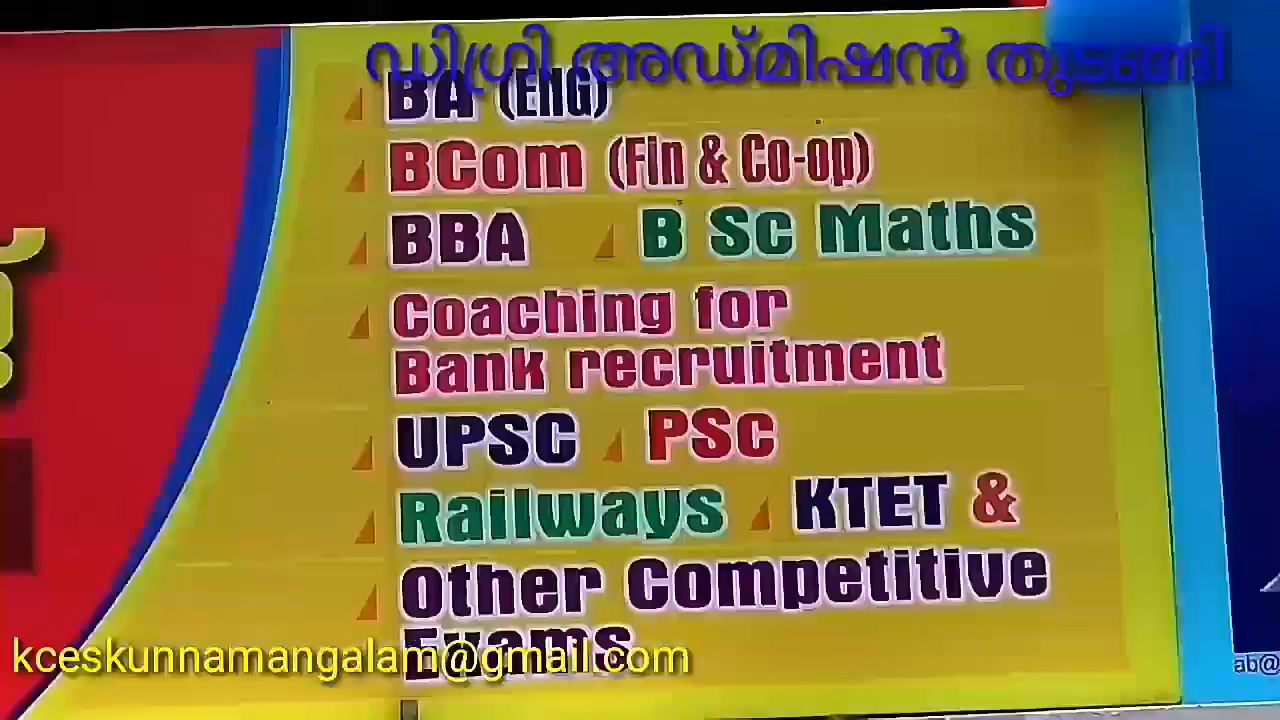 ഡിഗ്രി അഡ്മിഷൻ തുടങ്ങി
BA (EnG)
BCom (Fin & Co-op)
BBA B Sc Maths
Coaching for
Bank recruitment
UPSC PSc
Railways KTET &
Other Competitive
Exams
kceskunnamangalam@gmail.com
ab@